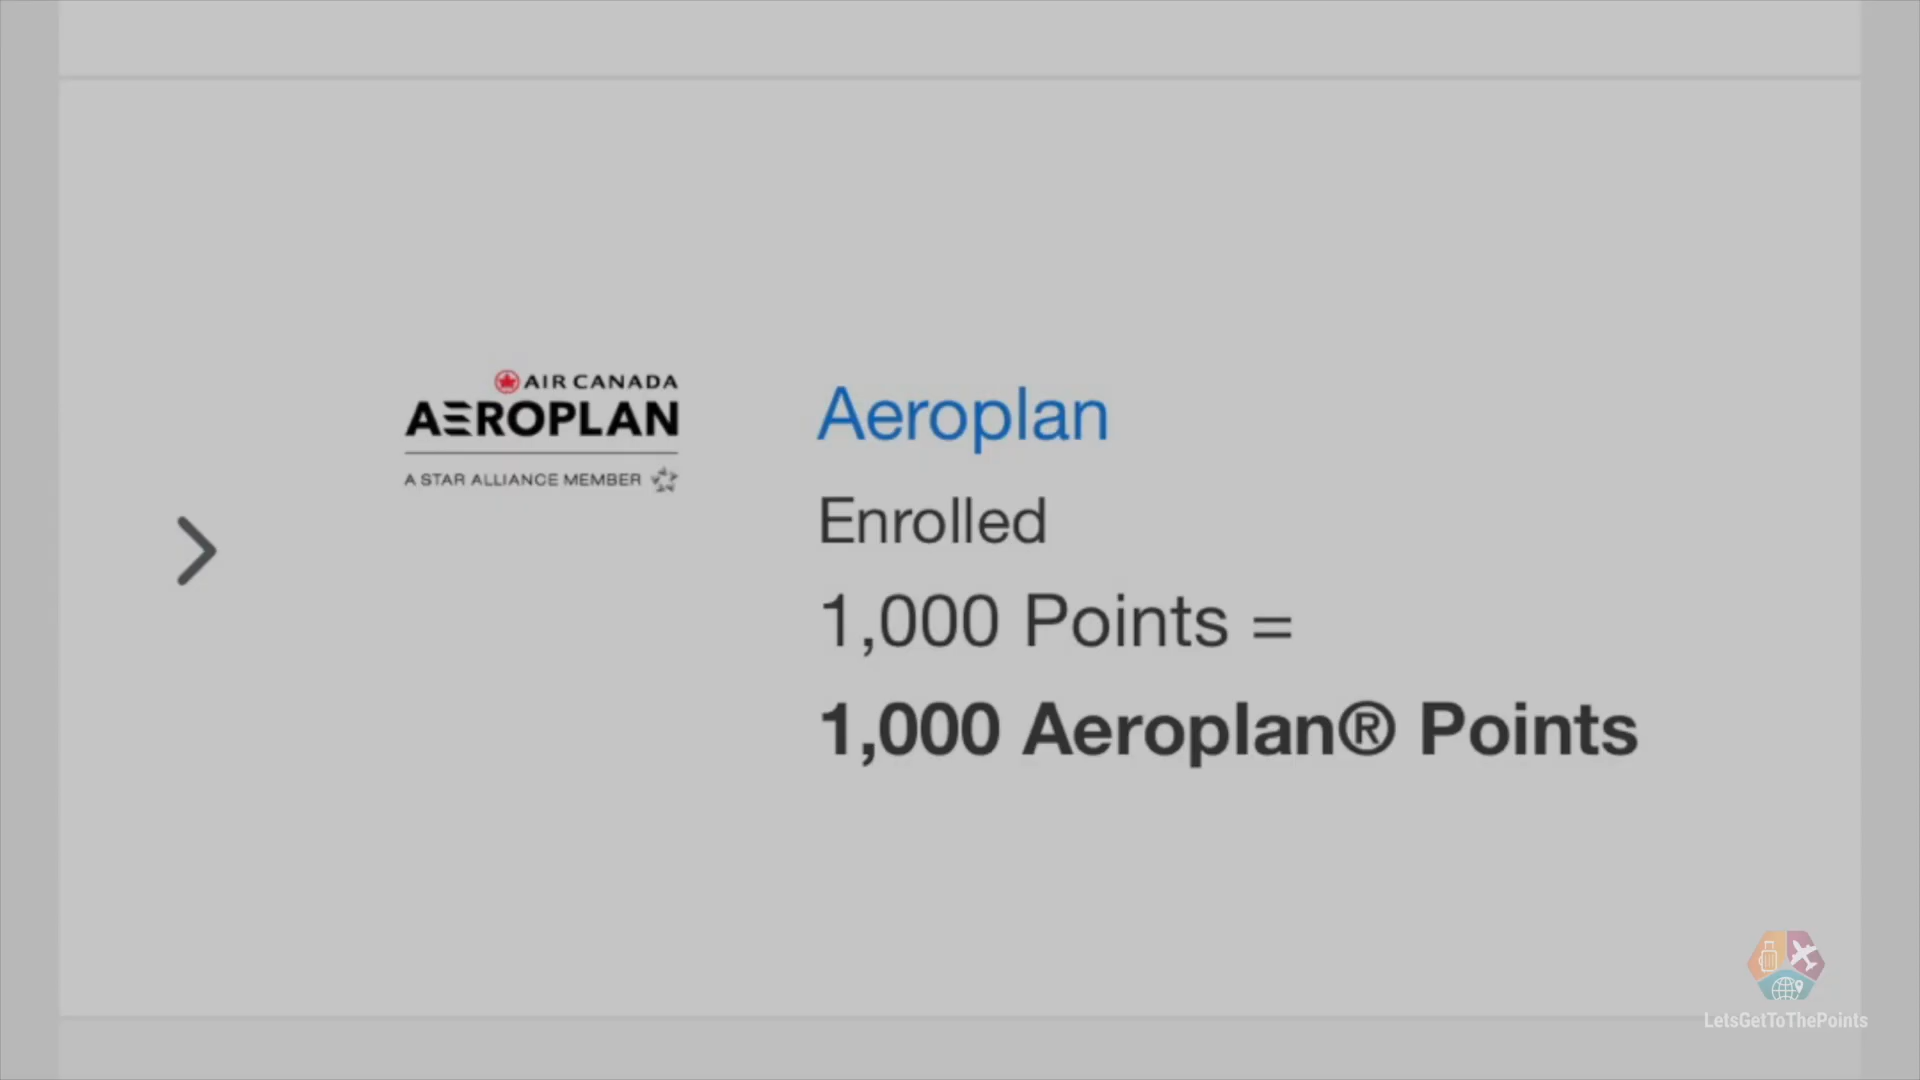 AIR CANADA
AEROPLAN
A STAR ALLIANCE MEMBER
Aeroplan
Enrolled
1,000 Points =
1,000 Aeroplan® Points
LetsGetToThePoints